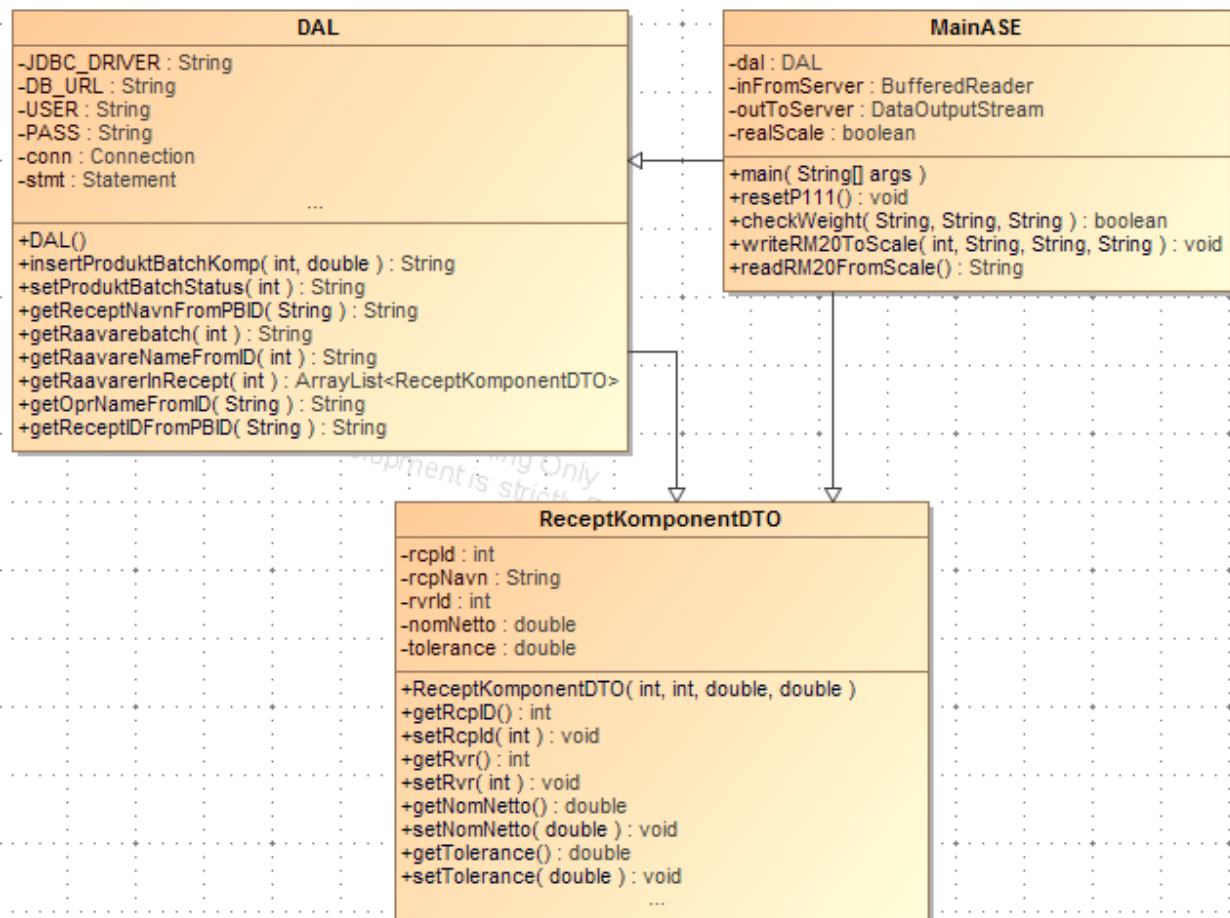 DAL
-JDBC_DRIVER : String
-DB_URL : String
-USER : String
-PASS : String
-conn : Connection
-stmt : Statement
...
+DAL()
+insertProduktBatchKomp( int, double ) : String
+setProduktBatchStatus( int ) : String
+getReceptNavnFromPBID( String ) : String
+getRaavarebatch( int ) : String
+getRaavareNameFromID( int ) : String
+getRaavarerInRecept( int ) : ArrayList<ReceptKomponentDTO>
+getOprNameFromID( String ) : String
+getReceptIDFromPBID( String ) : String
MainASE
-dal : DAL
-inFromServer : BufferedReader
-outToServer : DataOutputStream
-realScale : boolean
+main( String[] args )
+resetP111() : void
+checkWeight( String, String, String ) : boolean
+writeRM20ToScale( int, String, String, String ) : void
+readRM20FromScale() : String
Only
is
ReceptKomponentDTO
-rcpId : int
-rcpNavn : String
-rvrId : int
-nomNetto : double
-tolerance : double
+ReceptKomponentDTO( int, int, double, double )
+getRcpID() : int
+setRcpId( int ) : void
+getRvr() : int
+setRvr( int ) : void
+getNomNetto() : double
+setNomNetto( double ) : void
+getTolerance() : double
+setTolerance( double ) : void
...